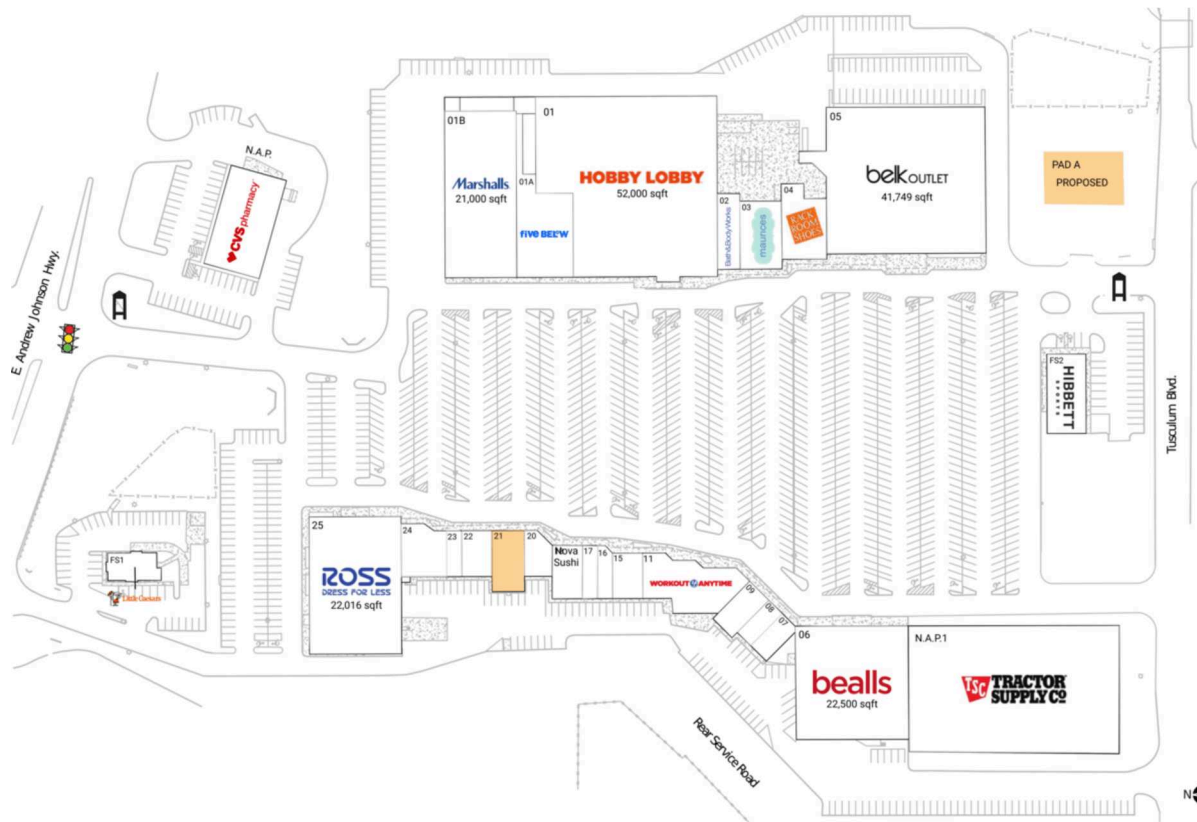 N.A.P.
CVS pharmacy
E. Andrew Johnson Hwy.
01B
Marshalls
21,000 sqft
01A
FIVE BEL°W
01
HOBBY LOBBY
52,000 sqft
02
Bath&BodyWorks
03
maurices
04
RACK
ROOM
SHOES
05
belk OUTLET
41,749 sqft
PAD A
PROPOSED
FS2
HIBBETT
SPORTS
Tusculum Blvd.
FS1
Little Caesars
25
ROSS
DRESS FOR LESS
22,016 sqft
24
23
22
21
20
Nova
Sushi
17
16
15
11
WORKOUT ANYTIME
09
08
07
06
bealls
22,500 sqft
N.A.P.1
TSC TRACTOR
SUPPLY CO
Rear Service Road
N